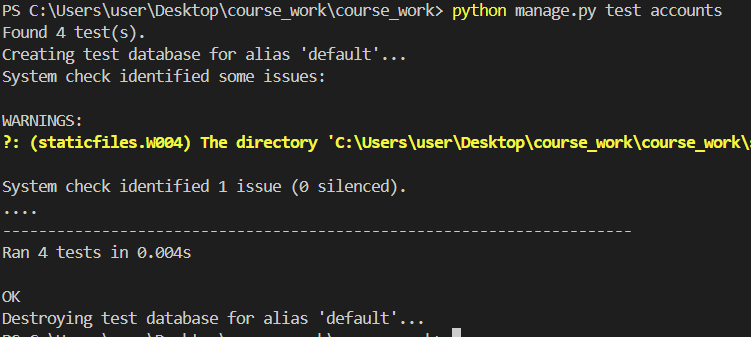 PS C:\Users\user\Desktop\course_work\course_work> python manage.py test accounts
Found 4 test(s).
Creating test database for alias 'default'...
System check identified some issues:
WARNINGS:
?: (staticfiles.W004) The directory 'C:\Users\user\Desktop\course_work\course_work\
System check identified 1 issue (0 silenced).
....
----------------------------------------------------------------------
Ran 4 tests in 0.004s
OK
Destroying test database for alias 'default'...